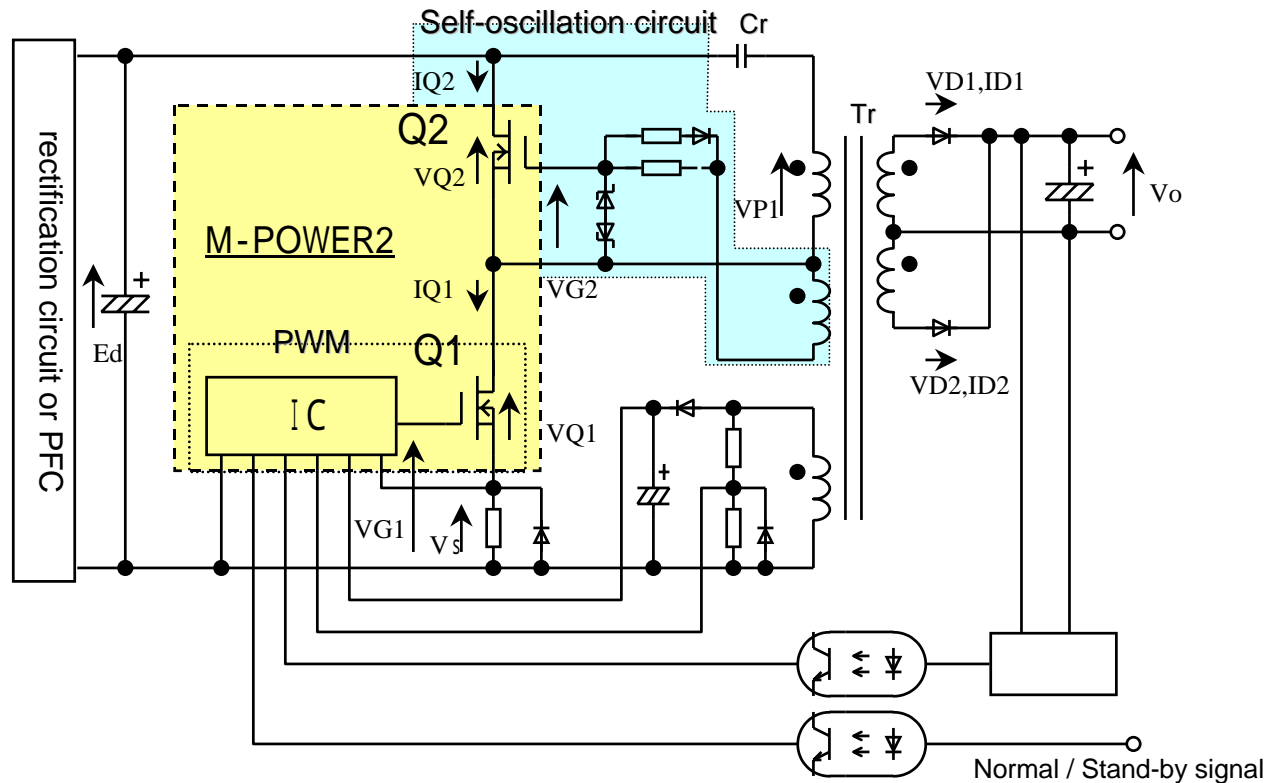 Self-oscillation circuit
Cr
IQ2
VD1,ID1
Tr
Q2
VQ2
VP1
Vo
rectification circuit or PFC
M-POWER2
+
+
IQ1
VG2
Ed
PWM
Q1
VD2,ID2
IC
VQ1
+
VG1
Vs
Normal / Stand-by signal